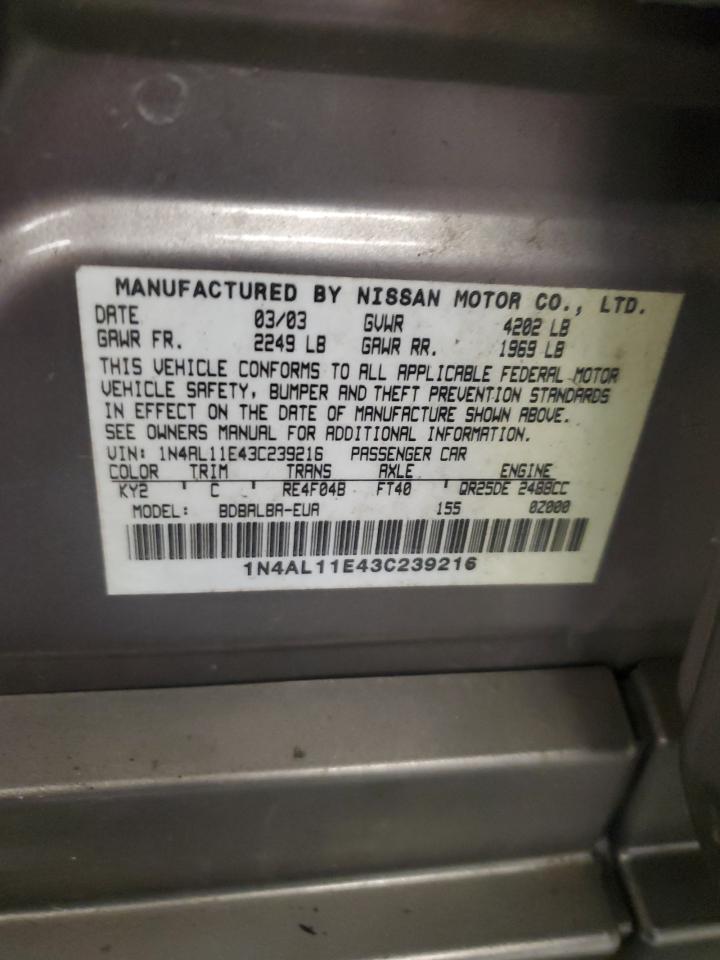 MANUFACTURED BY NISSAN MOTOR CO., LTD.
DATE 03/03 GVWR 4202 LB
GAWR FR. 2249 LB GAWR RR. 1969 LB
THIS VEHICLE CONFORMS TO ALL APPLICABLE FEDERAL MOTOR
VEHICLE SAFETY, BUMPER AND THEFT PREVENTION STANDARDS
IN EFFECT ON THE DATE OF MANUFACTURE SHOWN ABOVE.
SEE OWNERS MANUAL FOR ADDITIONAL INFORMATION.
VIN: 1N4AL11E43C239216 PASSENGER CAR
COLOR TRIM TRANS AXLE ENGINE
KY2 C RE4F04B FT40 QR25DE 2488CC
MODEL: BDBALBA-EUA 155 0Z000
1N4AL11E43C239216